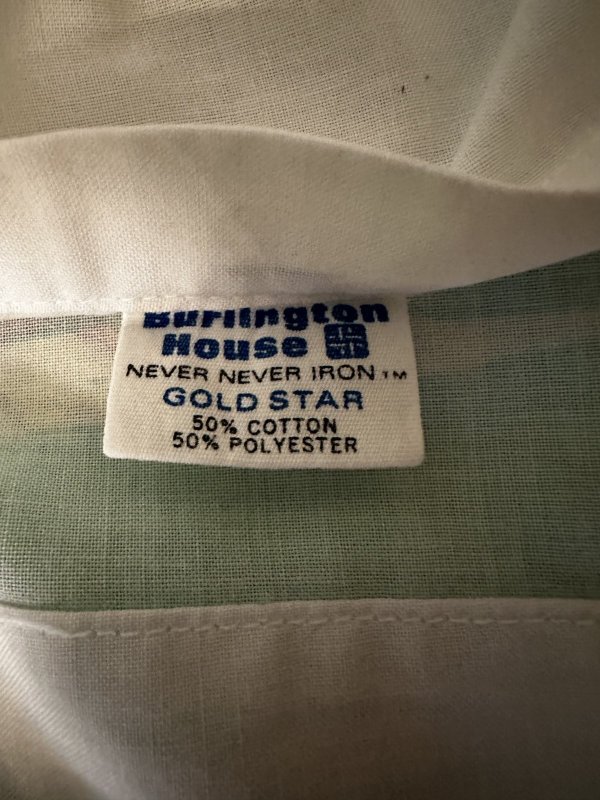 Burlington
House
NEVER NEVER IRON™
GOLD STAR
50% COTTON
50% POLYESTER